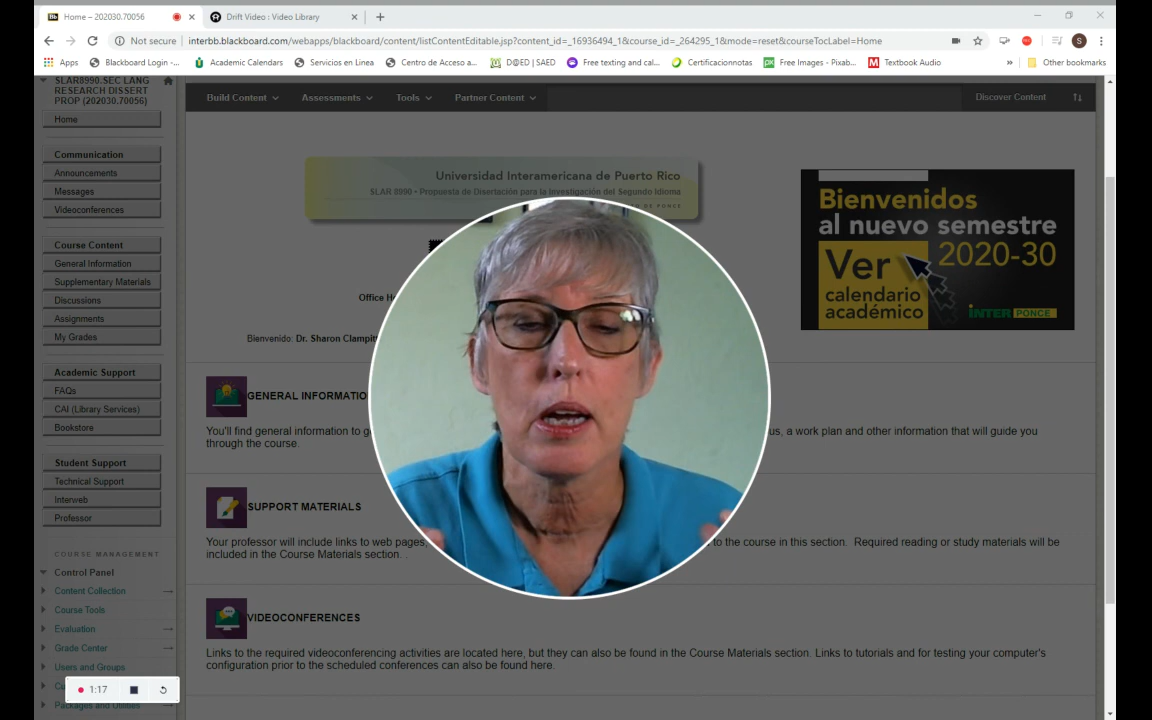 Home – 202030.70056
Drift Video : Video Library
Not secure
interbb.blackboard.com/webapps/blackboard/content/listContentEditable.jsp?content_id=_16936494_1&course_id=_264295_1&mode=reset&courseTocLabel=Home
S
Apps
Blackboard Login -...
Academic Calendars
Servicios en Linea
Centro de Acceso a...
D@ED | SAED
Free texting and cal...
Certificacionnotas
Free Images - Pixab...
Textbook Audio
»
Other bookmarks
SLAR8990.SEC LANG
RESEARCH DISSERT
PROP (202030.70056)
Home
Communication
Announcements
Messages
Videoconferences
Course Content
General Information
Supplementary Materials
Discussions
Assignments
My Grades
Academic Support
FAQs
CAI (Library Services)
Bookstore
Student Support
Technical Support
Interweb
Professor
COURSE MANAGEMENT
Control Panel
Content Collection
Course Tools
Evaluation
Grade Center
Users and Groups
Packages and Utilities
1:17
Build Content
Assessments
Tools
Partner Content
Discover Content
Universidad Interamericana de Puerto Rico
SLAR 8990 • Propuesta de Disertación para la Investigación del Segundo Idioma
DE PONCE
Office
Bienvenido: Dr. Sharon
Bienvenidos
al nuevo semestre
2020-30
Ver
calendario
académico
INTER PONCE
GENERAL
You'll find general information to
us, a work plan and other information that will guide you
through the course.
SUPPORT MATERIALS
Your professor will include links to web pages,
to the course in this section. Required reading or study materials will be
included in the Course Materials section. .
VIDEOCONFERENCES
Links to the required videoconferencing activities are located here, but they can also be found in the Course Materials section. Links to tutorials and for testing your computer's
configuration prior to the scheduled conferences can also be found here.